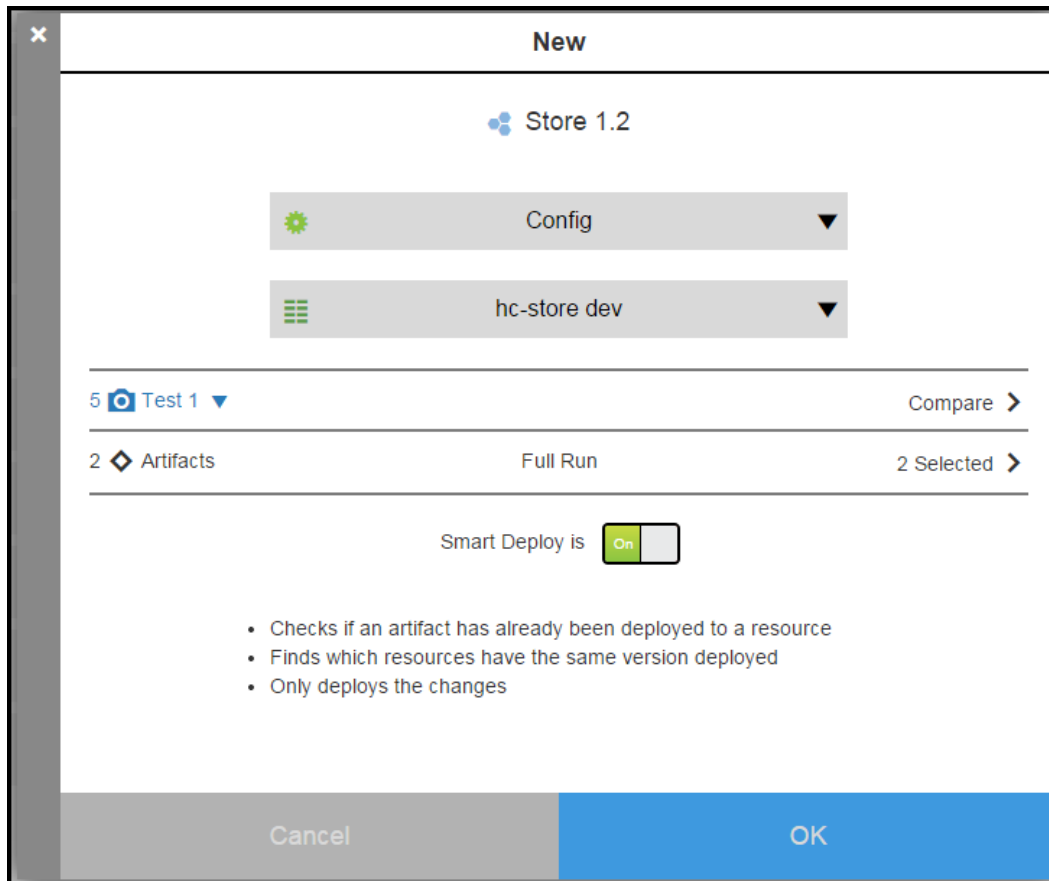 New
Store 1.2
Config
hc-store dev
5 Test 1 Compare
2 Artifacts Full Run 2 Selected
Smart Deploy is On
• Checks if an artifact has already been deployed to a resource
• Finds which resources have the same version deployed
• Only deploys the changes
Cancel OK